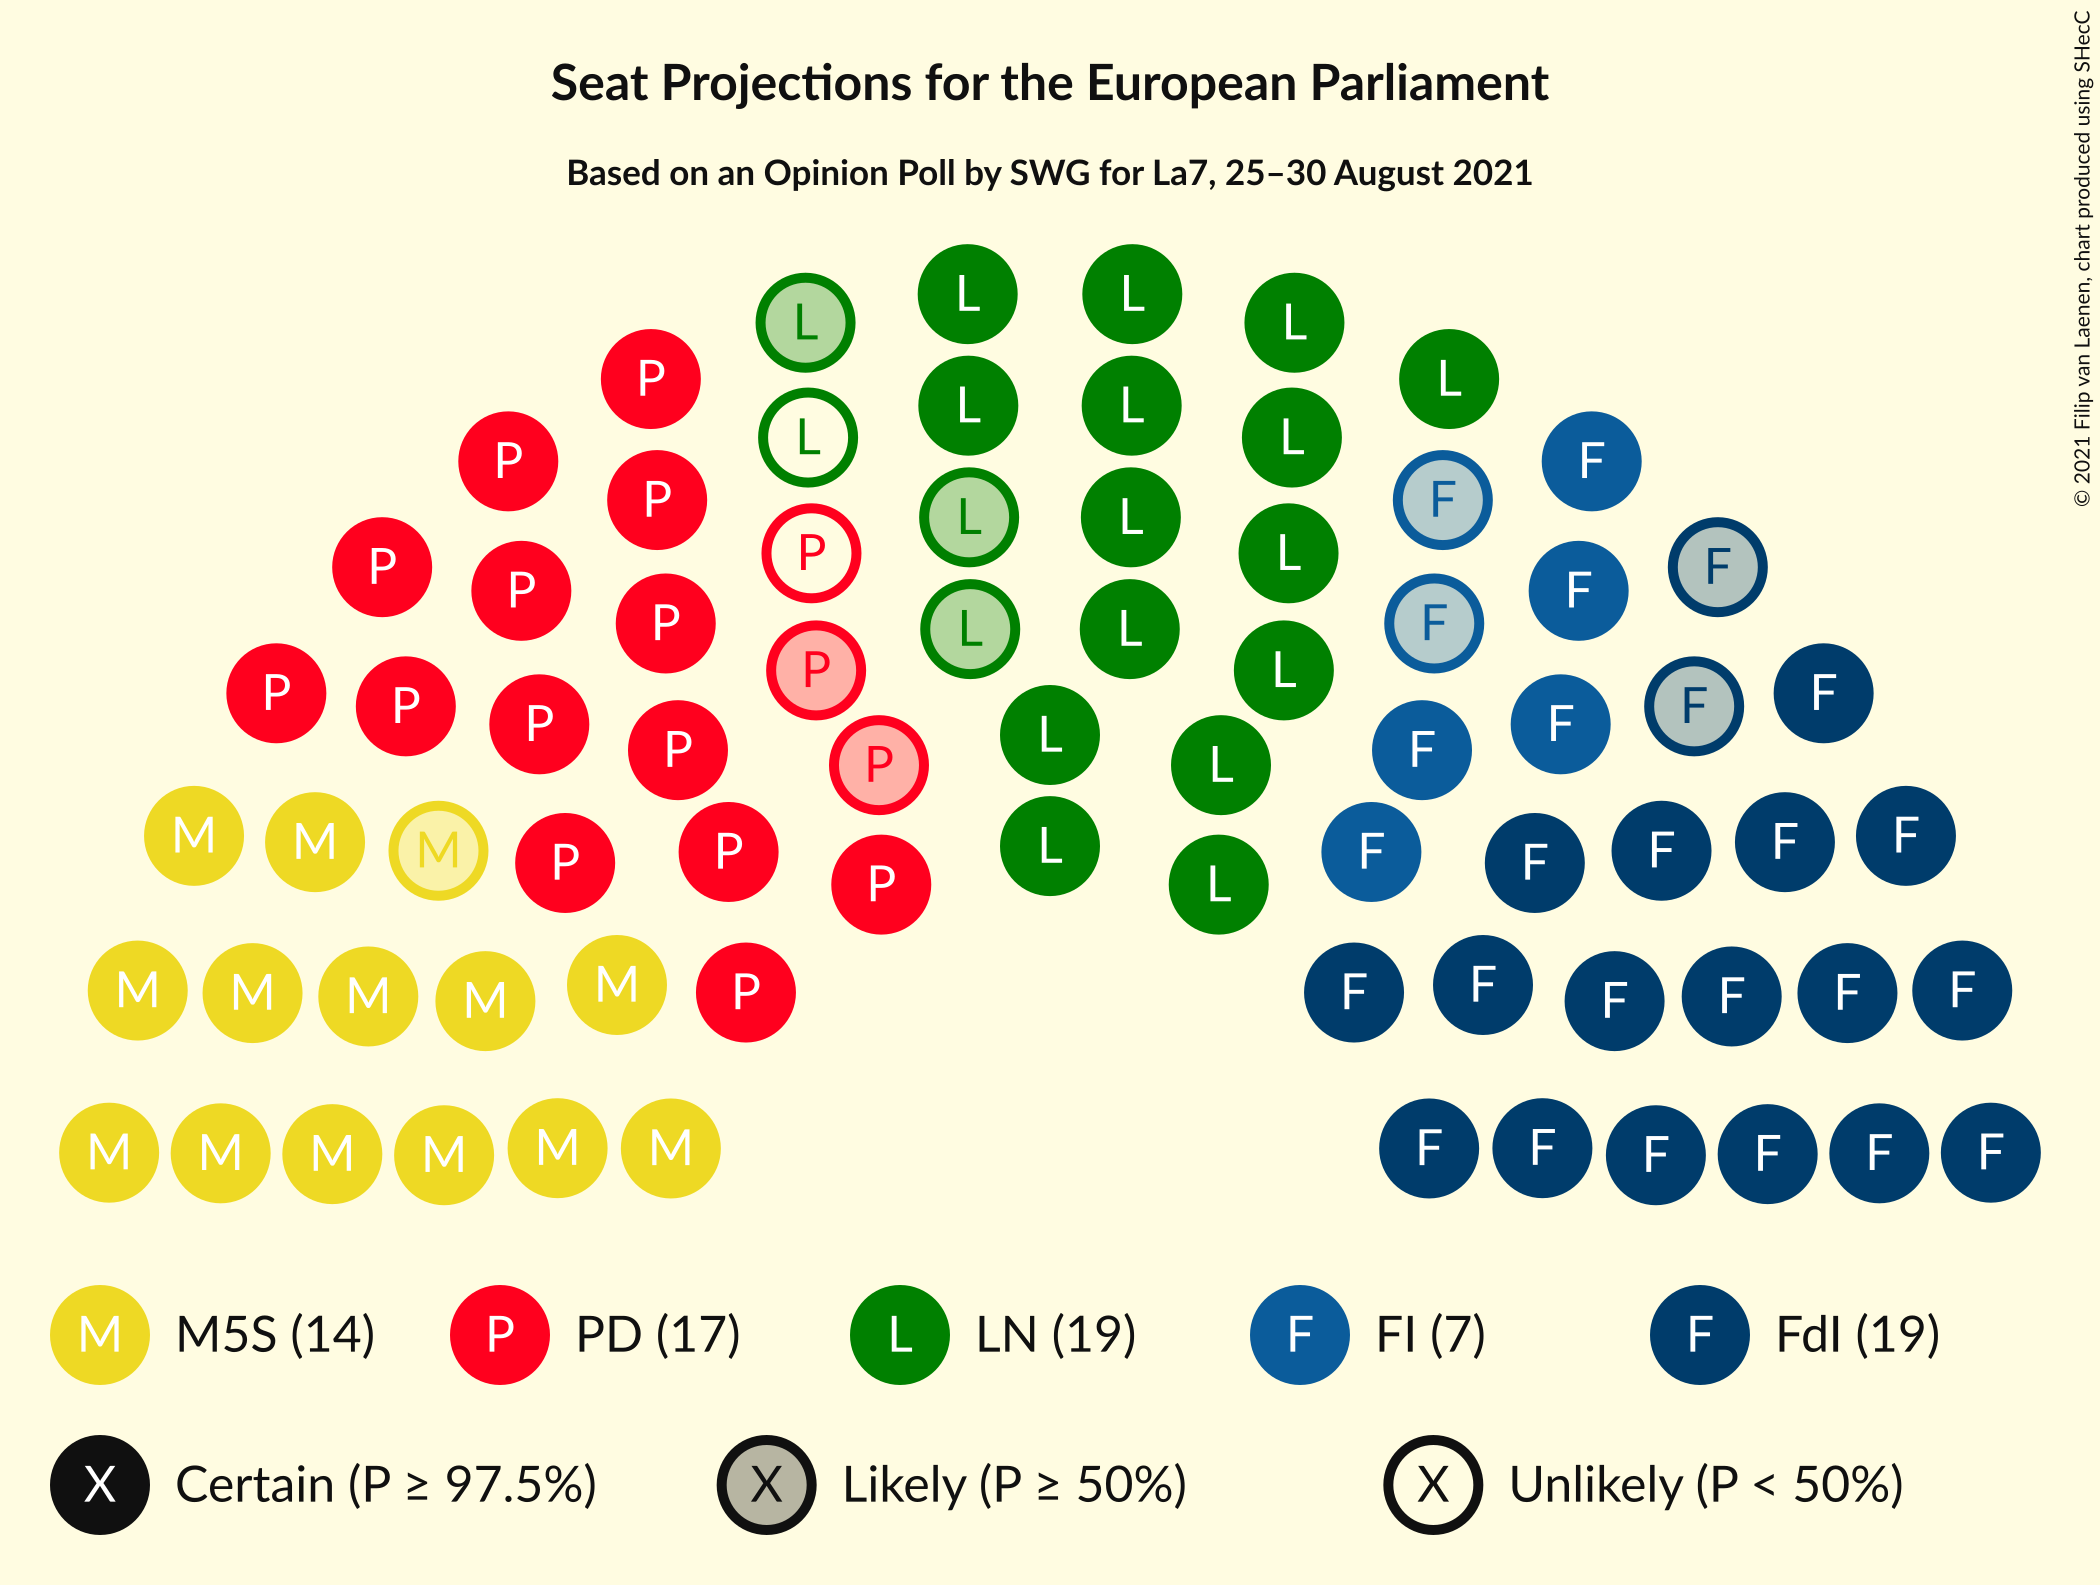 Seat Projections for the European Parliament
Based on an Opinion Poll by SWG for La7, 25–30 August 2021
© 2021 Filip van Laenen, chart produced using SHecC
L L L L
P L
L L L L
P F
P F
L P L L L
P F F
P P F
L L
P F
P L
P P P P
F F F F
L
P L
M M M P P P
L L
F F F F F
M M M M M P
F F F F F F
M M M M M M
F F F F F F
M M5S (14) P PD (17) L LN (19) F FI (7) F FdI (19)
X Certain (P ≥ 97.5%) X Likely (P ≥ 50%) X Unlikely (P < 50%)